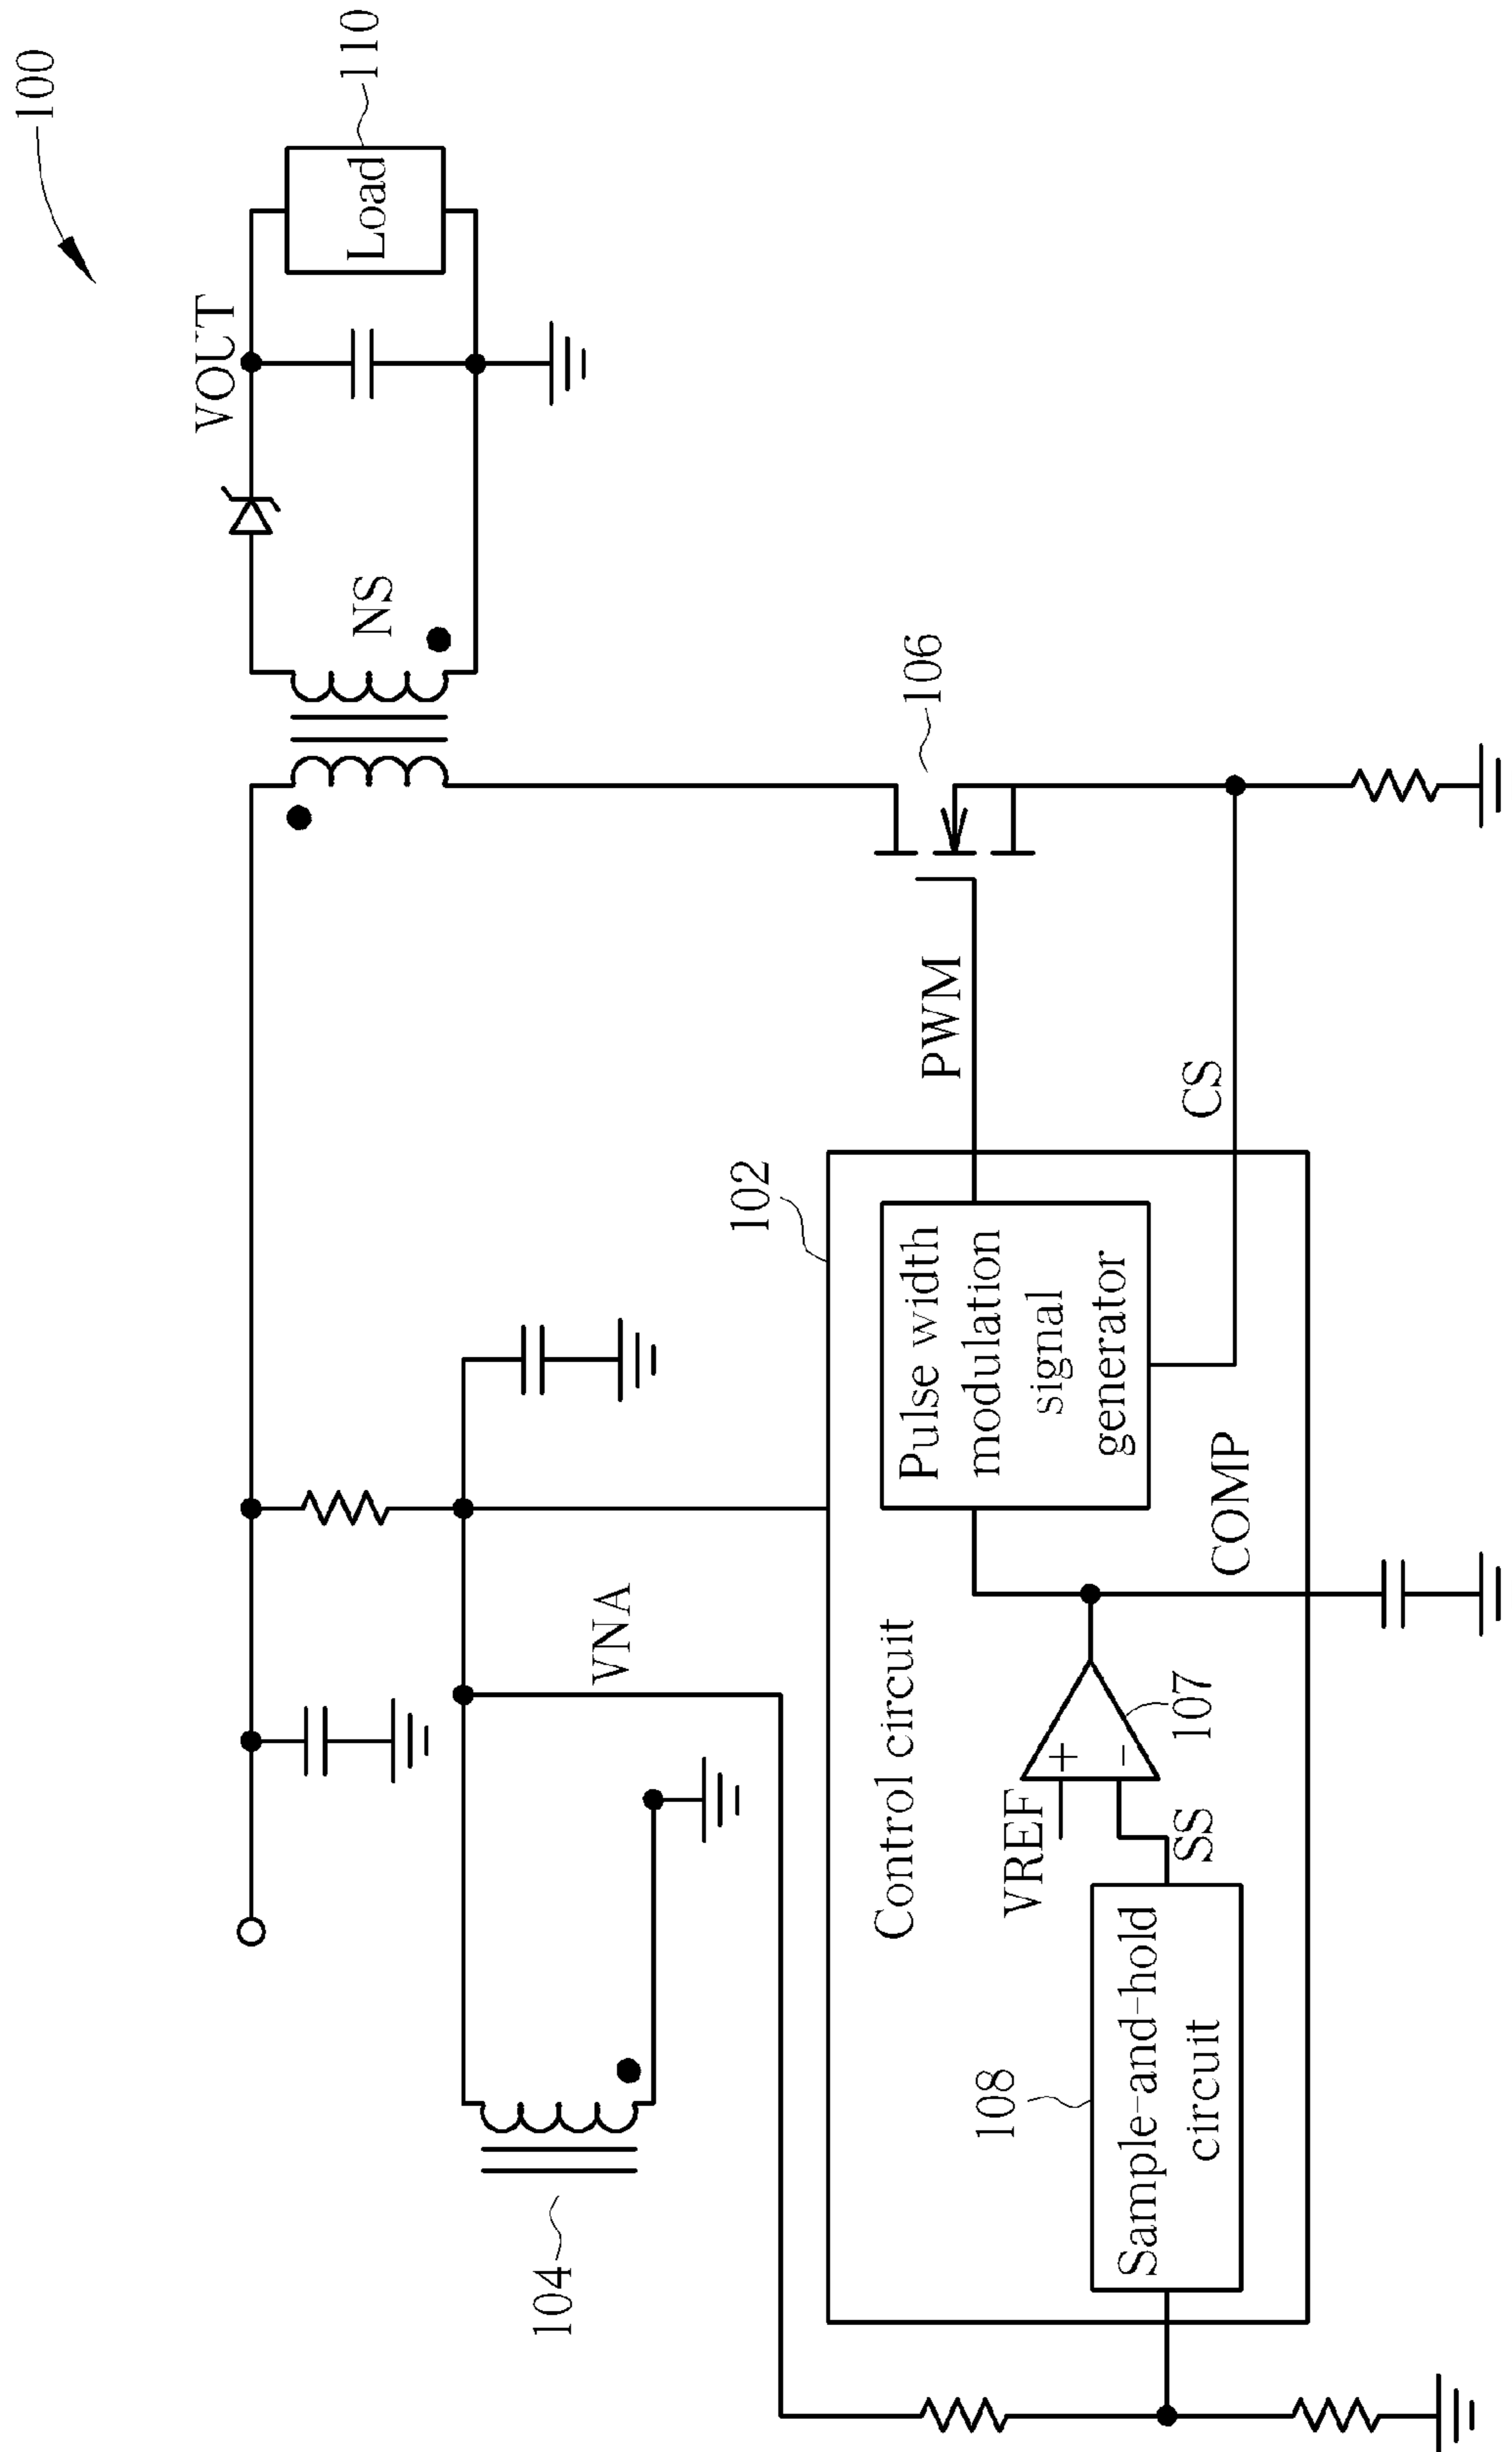 100
VOUT
Load
110
NS
104
VNA
102
106
PWM
Control circuit
Pulse width
modulation
signal
generator
108
VREF
+
-
107
SS
Sample-and-hold
circuit
COMP
CS